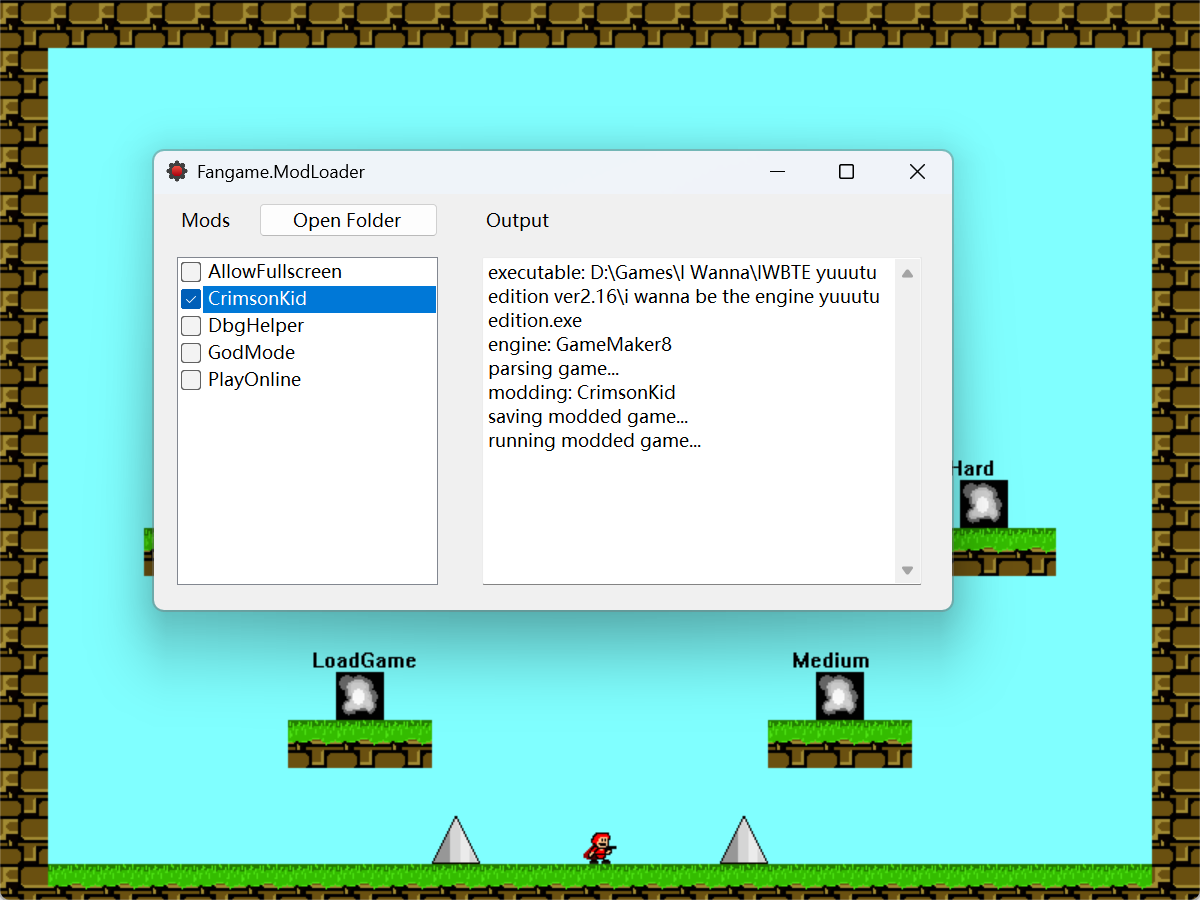 Fangame.ModLoader
Mods
Open Folder
Output
AllowFullscreen
CrimsonKid
DbgHelper
GodMode
PlayOnline
executable: D:\Games\I Wanna\IWBTE yuuutu
edition ver2.16\i wanna be the engine yuuutu
edition.exe
engine: GameMaker8
parsing game...
modding: CrimsonKid
saving modded game...
running modded game...
Hard
LoadGame
Medium